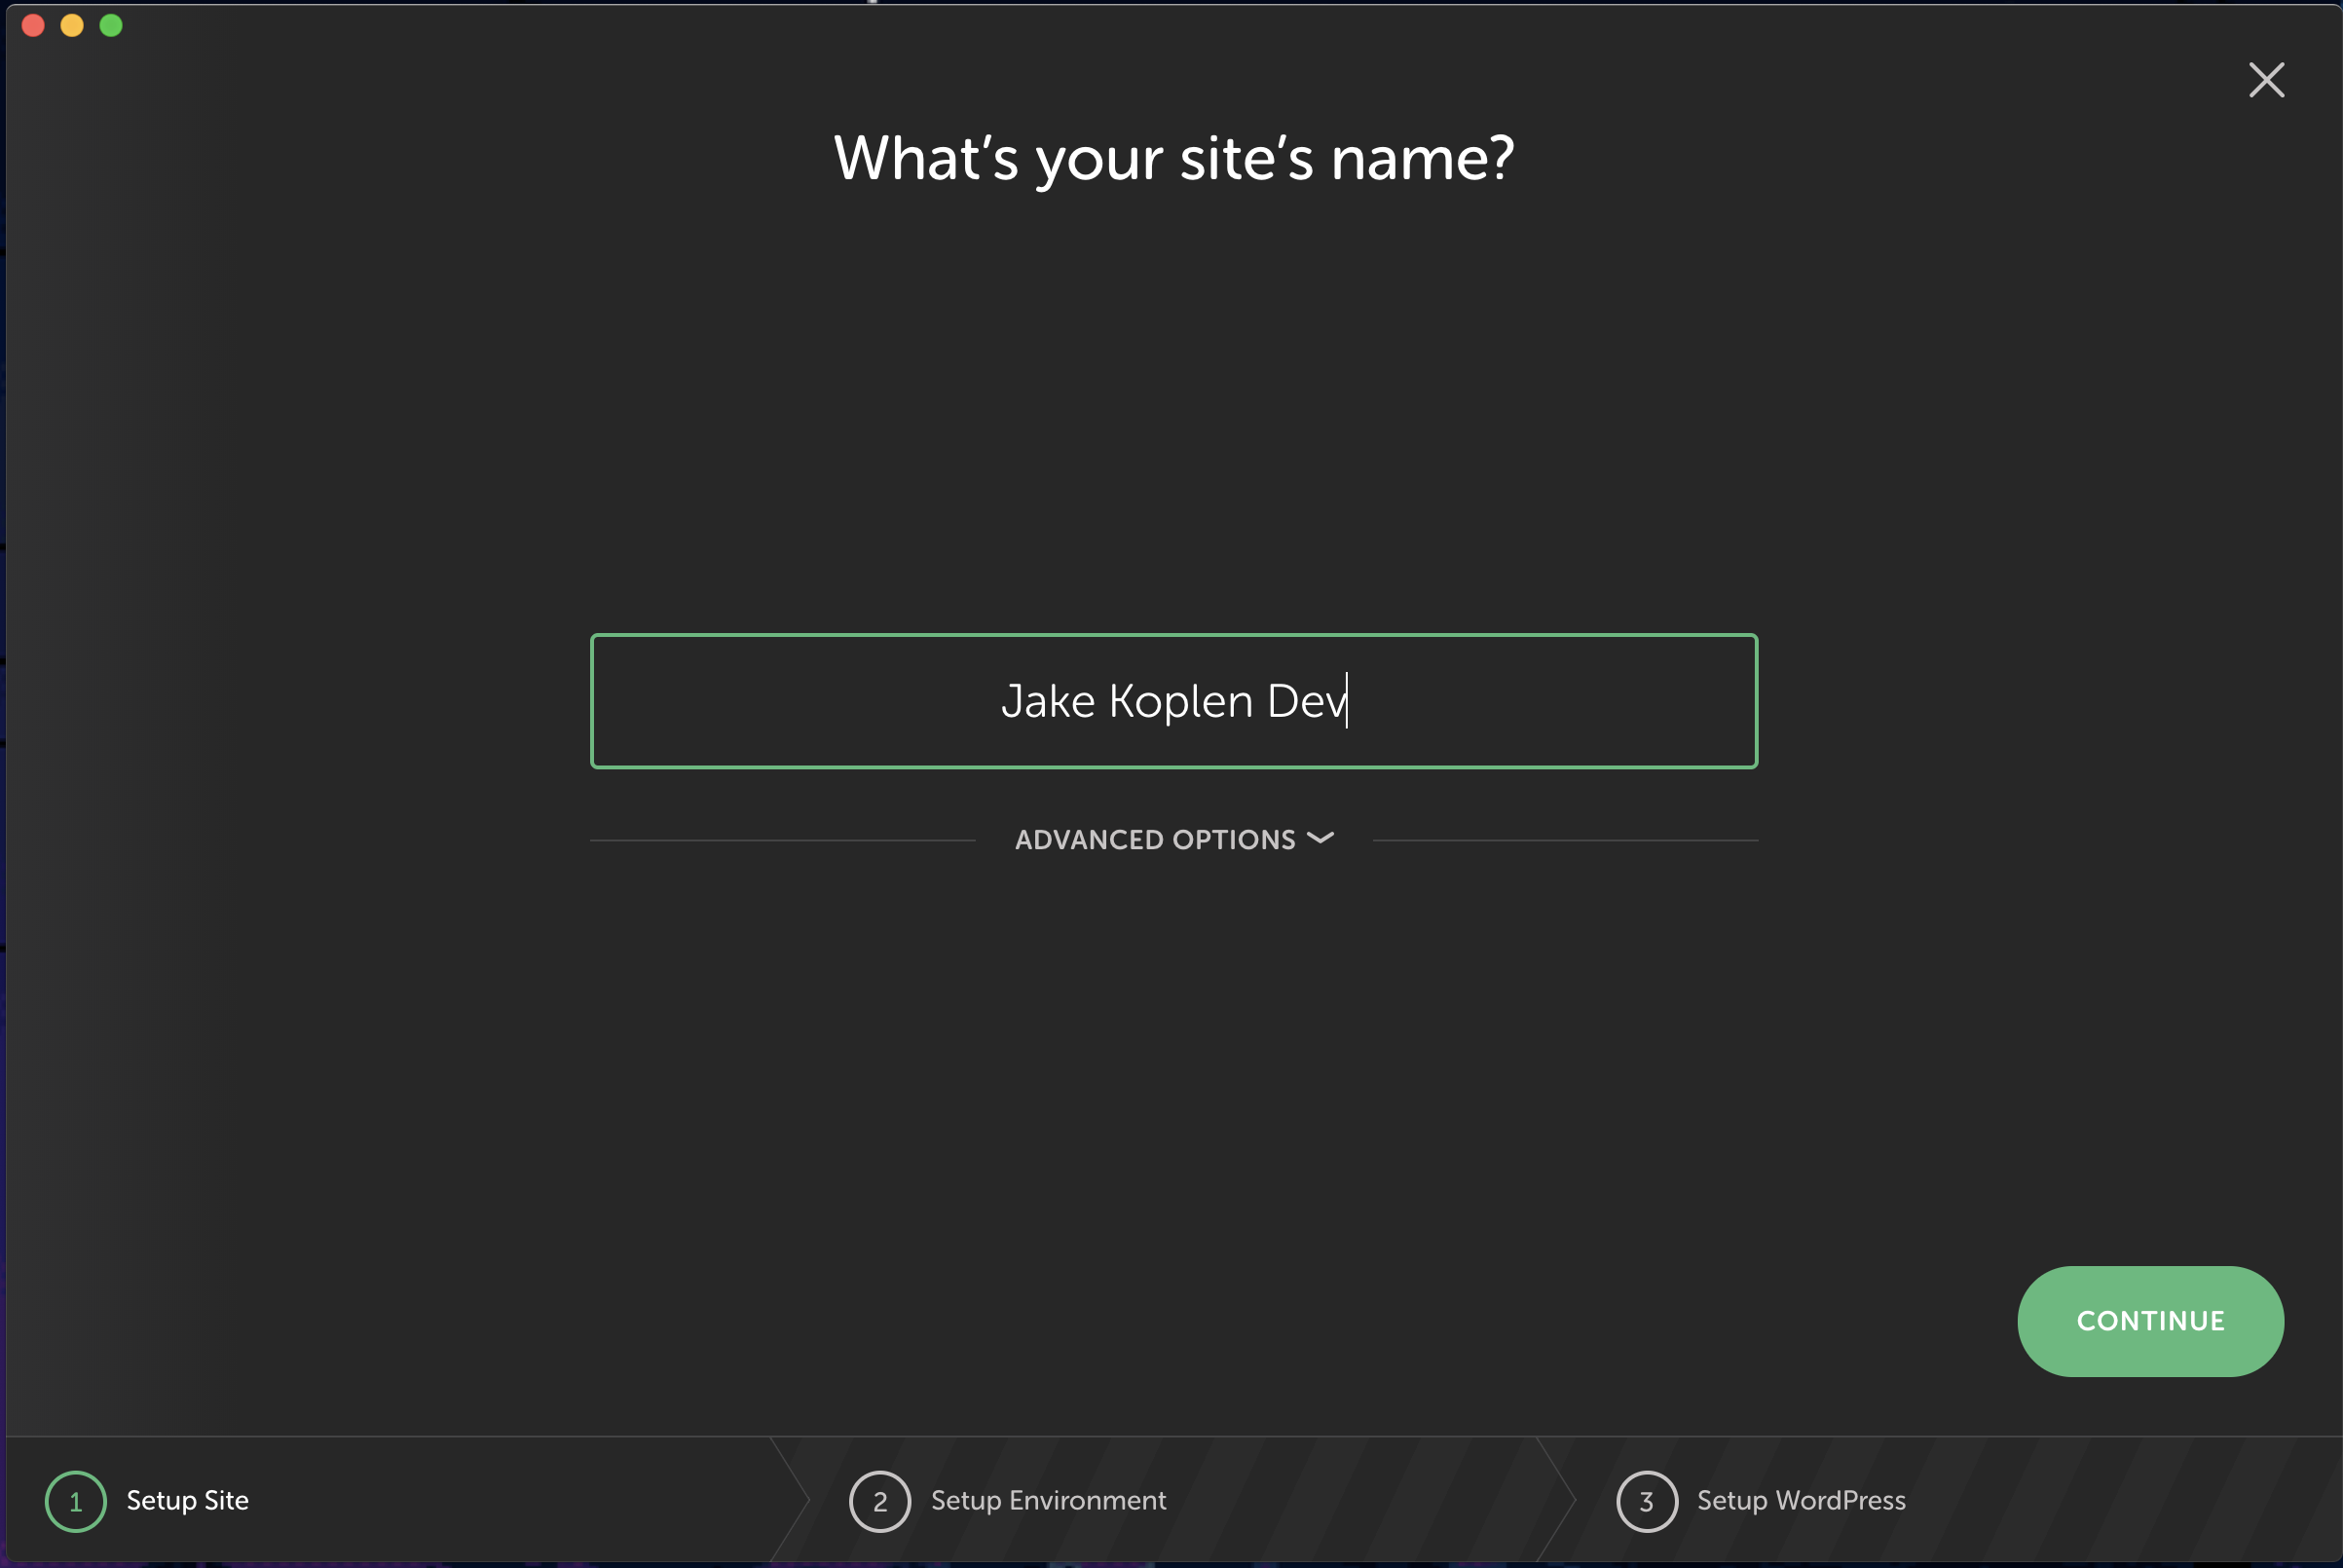 What's your site's name?
Jake Koplen Dev
ADVANCED OPTIONS
CONTINUE
1 Setup Site
2 Setup Environment
3 Setup WordPress